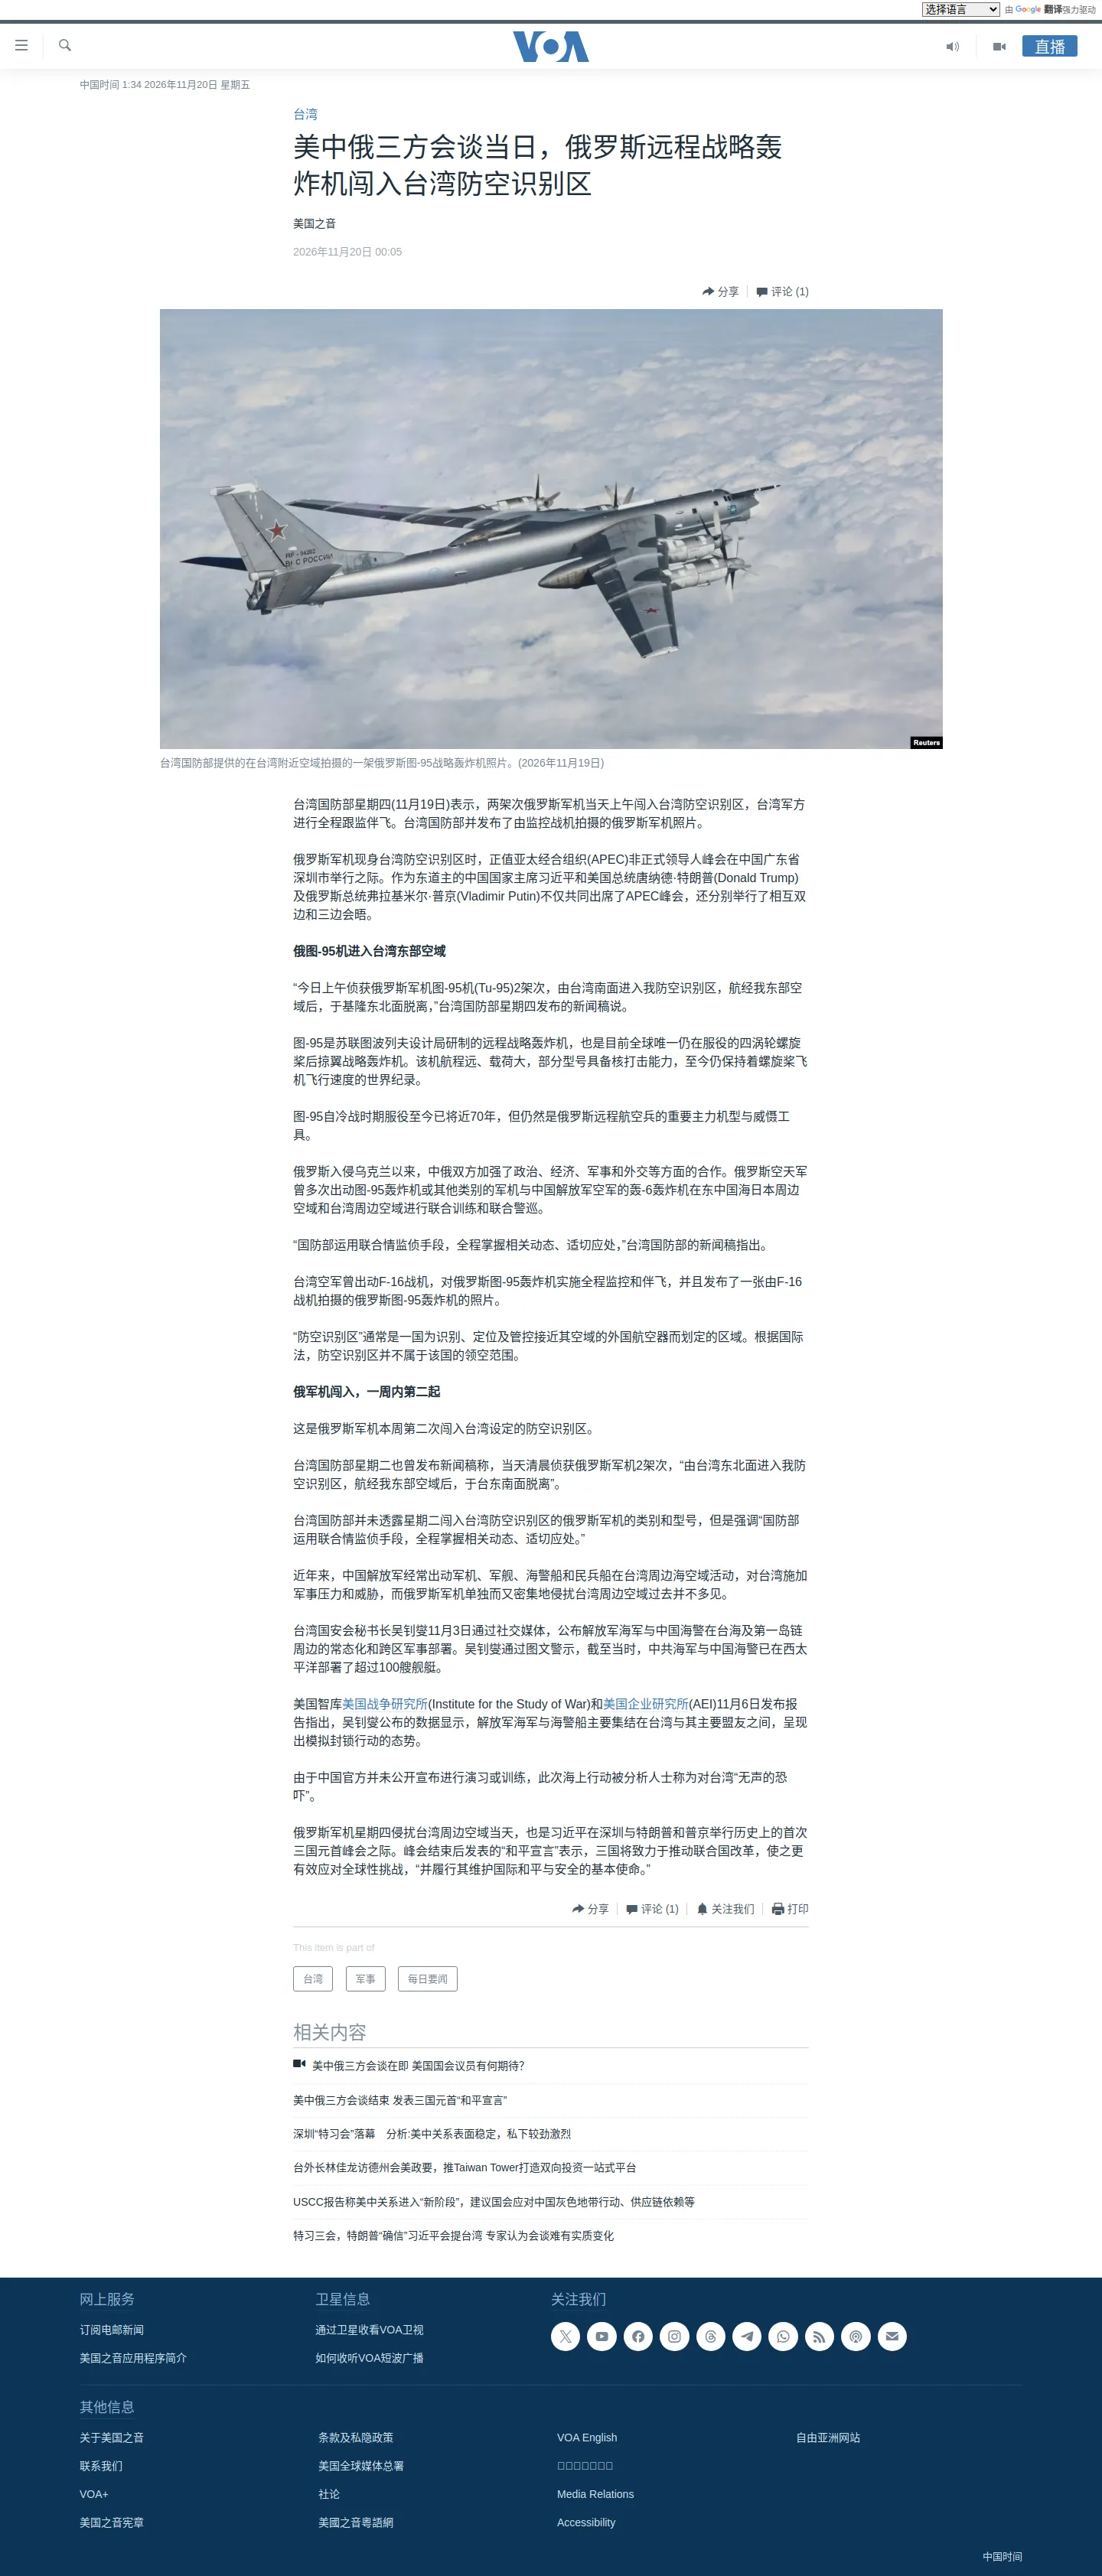 选择语言 由 Google 翻译强力驱动
VOA
直播
中国时间 1:34 2026年11月20日 星期五
台湾
美中俄三方会谈当日，俄罗斯远程战略轰
炸机闯入台湾防空识别区
美国之音
2026年11月20日 00:05
分享 评论 (1)
RF-94282
ВКС РОССИИ
Reuters
台湾国防部提供的在台湾附近空域拍摄的一架俄罗斯图-95战略轰炸机照片。(2026年11月19日)
台湾国防部星期四(11月19日)表示，两架次俄罗斯军机当天上午闯入台湾防空识别区，台湾军方
进行全程跟监伴飞。台湾国防部并发布了由监控战机拍摄的俄罗斯军机照片。
俄罗斯军机现身台湾防空识别区时，正值亚太经合组织(APEC)非正式领导人峰会在中国广东省
深圳市举行之际。作为东道主的中国国家主席习近平和美国总统唐纳德·特朗普(Donald Trump)
及俄罗斯总统弗拉基米尔·普京(Vladimir Putin)不仅共同出席了APEC峰会，还分别举行了相互双
边和三边会晤。
俄图-95机进入台湾东部空域
“今日上午侦获俄罗斯军机图-95机(Tu-95)2架次，由台湾南面进入我防空识别区，航经我东部空
域后，于基隆东北面脱离，”台湾国防部星期四发布的新闻稿说。
图-95是苏联图波列夫设计局研制的远程战略轰炸机，也是目前全球唯一仍在服役的四涡轮螺旋
桨后掠翼战略轰炸机。该机航程远、载荷大，部分型号具备核打击能力，至今仍保持着螺旋桨飞
机飞行速度的世界纪录。
图-95自冷战时期服役至今已将近70年，但仍然是俄罗斯远程航空兵的重要主力机型与威慑工
具。
俄罗斯入侵乌克兰以来，中俄双方加强了政治、经济、军事和外交等方面的合作。俄罗斯空天军
曾多次出动图-95轰炸机或其他类别的军机与中国解放军空军的轰-6轰炸机在东中国海日本周边
空域和台湾周边空域进行联合训练和联合警巡。
“国防部运用联合情监侦手段，全程掌握相关动态、适切应处，”台湾国防部的新闻稿指出。
台湾空军曾出动F-16战机，对俄罗斯图-95轰炸机实施全程监控和伴飞，并且发布了一张由F-16
战机拍摄的俄罗斯图-95轰炸机的照片。
“防空识别区”通常是一国为识别、定位及管控接近其空域的外国航空器而划定的区域。根据国际
法，防空识别区并不属于该国的领空范围。
俄军机闯入，一周内第二起
这是俄罗斯军机本周第二次闯入台湾设定的防空识别区。
台湾国防部星期二也曾发布新闻稿称，当天清晨侦获俄罗斯军机2架次，“由台湾东北面进入我防
空识别区，航经我东部空域后，于台东南面脱离”。
台湾国防部并未透露星期二闯入台湾防空识别区的俄罗斯军机的类别和型号，但是强调“国防部
运用联合情监侦手段，全程掌握相关动态、适切应处。”
近年来，中国解放军经常出动军机、军舰、海警船和民兵船在台湾周边海空域活动，对台湾施加
军事压力和威胁，而俄罗斯军机单独而又密集地侵扰台湾周边空域过去并不多见。
台湾国安会秘书长吴钊燮11月3日通过社交媒体，公布解放军海军与中国海警在台海及第一岛链
周边的常态化和跨区军事部署。吴钊燮通过图文警示，截至当时，中共海军与中国海警已在西太
平洋部署了超过100艘舰艇。
美国智库美国战争研究所(Institute for the Study of War)和美国企业研究所(AEI)11月6日发布报
告指出，吴钊燮公布的数据显示，解放军海军与海警船主要集结在台湾与其主要盟友之间，呈现
出模拟封锁行动的态势。
由于中国官方并未公开宣布进行演习或训练，此次海上行动被分析人士称为对台湾“无声的恐
吓”。
俄罗斯军机星期四侵扰台湾周边空域当天，也是习近平在深圳与特朗普和普京举行历史上的首次
三国元首峰会之际。峰会结束后发表的“和平宣言”表示，三国将致力于推动联合国改革，使之更
有效应对全球性挑战，“并履行其维护国际和平与安全的基本使命。”
分享 评论 (1) 关注我们 打印
This item is part of
台湾 军事 每日要闻
相关内容
美中俄三方会谈在即 美国国会议员有何期待？
美中俄三方会谈结束 发表三国元首“和平宣言”
深圳“特习会”落幕 分析:美中关系表面稳定，私下较劲激烈
台外长林佳龙访德州会美政要，推Taiwan Tower打造双向投资一站式平台
USCC报告称美中关系进入“新阶段”，建议国会应对中国灰色地带行动、供应链依赖等
特习三会，特朗普“确信”习近平会提台湾 专家认为会谈难有实质变化
网上服务 卫星信息 关注我们
订阅电邮新闻 通过卫星收看VOA卫视
美国之音应用程序简介 如何收听VOA短波广播
其他信息
关于美国之音 条款及私隐政策 VOA English 自由亚洲网站
联系我们 美国全球媒体总署
VOA+ 社论 Media Relations
美国之音宪章 美國之音粵語網 Accessibility
中国时间